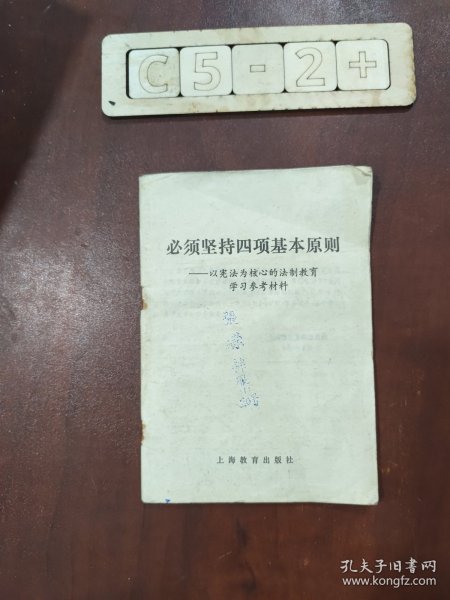 C5-2+
必须坚持四项基本原则
——以宪法为核心的法制教育
学习参考材料
上海教育出版社
孔夫子旧书网
www.kongfz.com